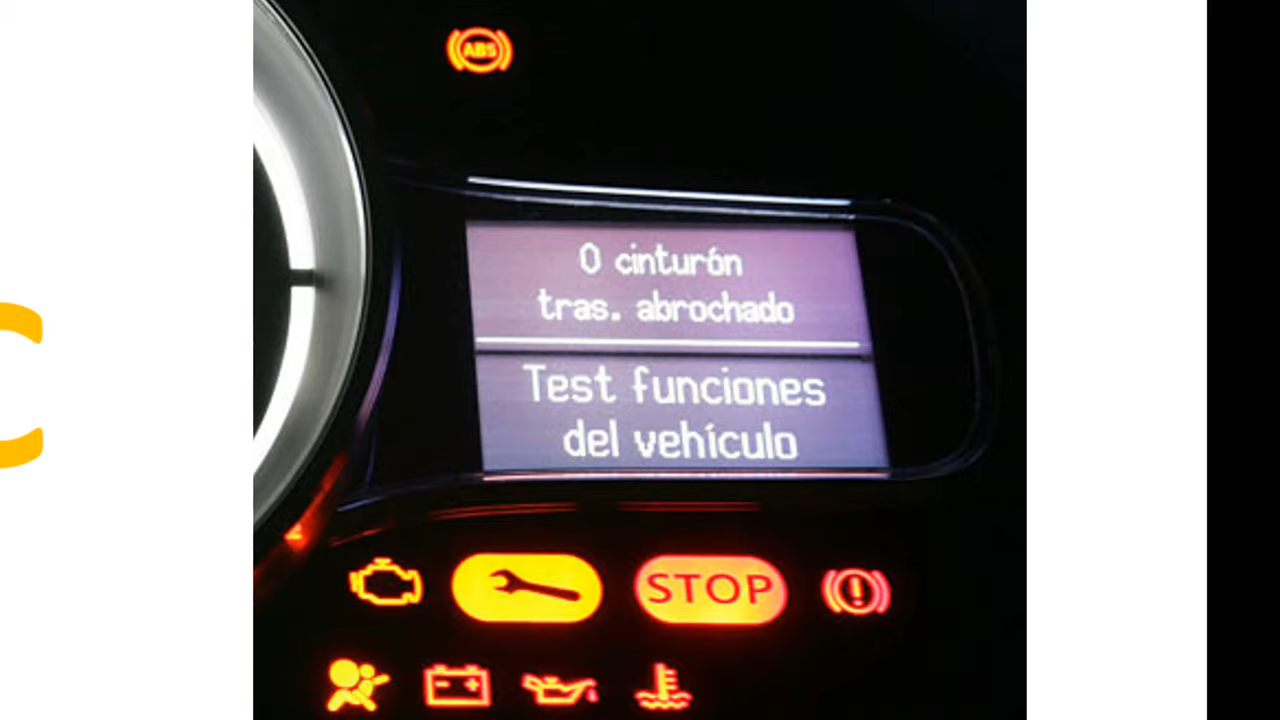 ABS
0 cinturón
tras. abrochado
Test funciones
del vehículo
STOP